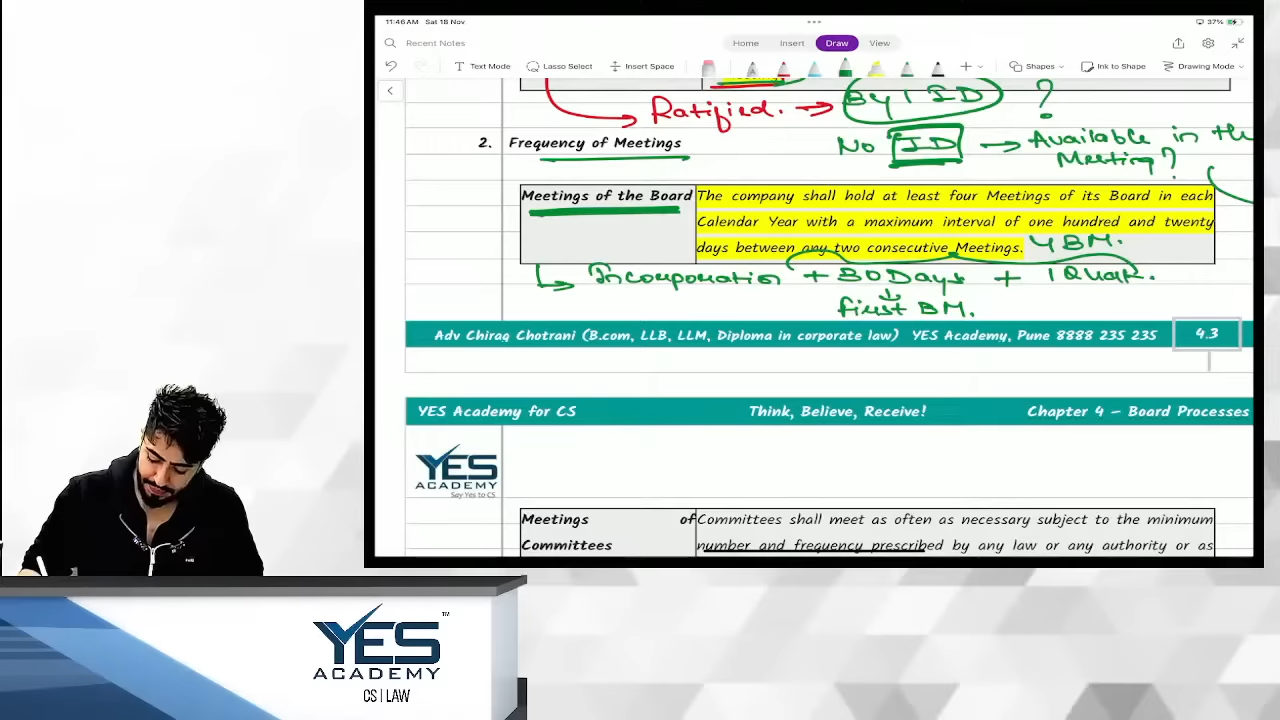 11:46 AM Sat 18 Nov
37%
Recent Notes
Home Insert Draw View
Text Mode Lasso Select Insert Space Shapes Ink to Shape Drawing Mode
Ratified. → By 1 ID ?
2. Frequency of Meetings
No ID → Available in the
Meeting?
Meetings of the Board
The company shall hold at least four Meetings of its Board in each
Calendar Year with a maximum interval of one hundred and twenty
days between any two consecutive Meetings. 4 BM.
Incorporation + 30 Days + 1 Quar.
first BM.
Adv Chirag Chotrani (B.com, LLB, LLM, Diploma in corporate law) YES Academy, Pune 8888 235 235 4.3
YES Academy for CS Think, Believe, Receive! Chapter 4 – Board Processes
YES
ACADEMY
Say Yes to CS
Meetings of
Committees
Committees shall meet as often as necessary subject to the minimum
number and frequency prescribed by any law or any authority or as
YES™
ACADEMY
CS | LAW